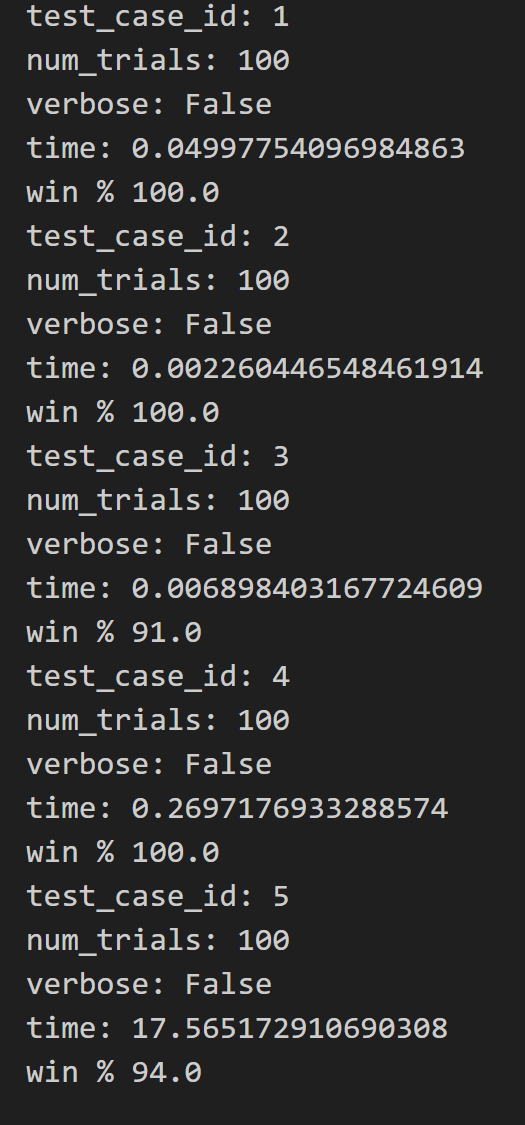 test_case_id: 1
num_trials: 100
verbose: False
time: 0.04997754096984863
win % 100.0
test_case_id: 2
num_trials: 100
verbose: False
time: 0.002260446548461914
win % 100.0
test_case_id: 3
num_trials: 100
verbose: False
time: 0.006898403167724609
win % 91.0
test_case_id: 4
num_trials: 100
verbose: False
time: 0.2697176933288574
win % 100.0
test_case_id: 5
num_trials: 100
verbose: False
time: 17.565172910690308
win % 94.0